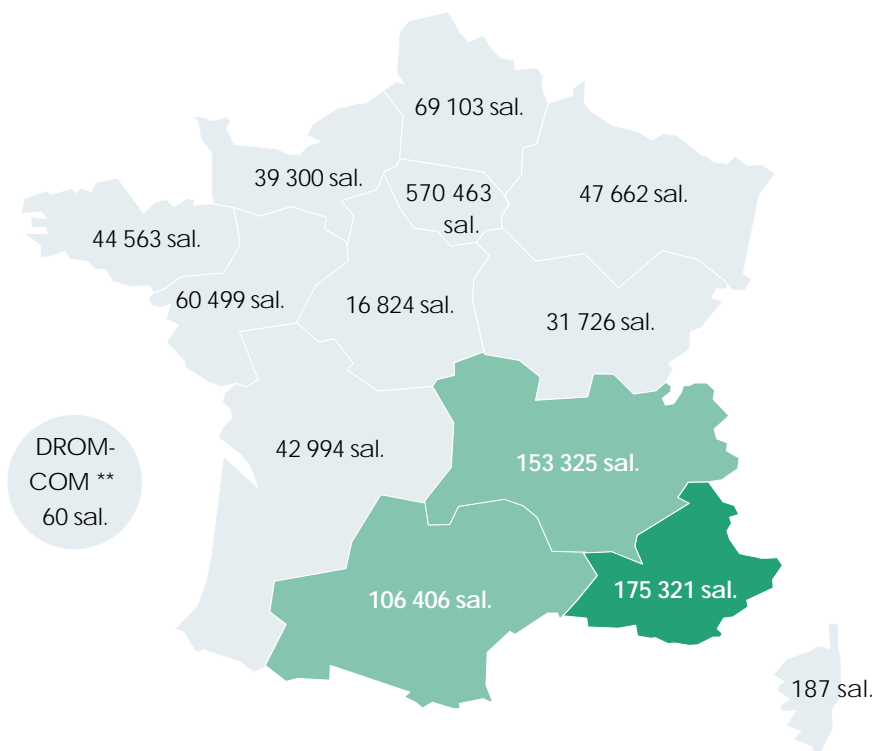 69 103 sal.
39 300 sal.
570 463
sal.
47 662 sal.
44 563 sal.
60 499 sal.
16 824 sal.
31 726 sal.
DROM-
COM **
60 sal.
42 994 sal.
153 325 sal.
106 406 sal.
175 321 sal.
187 sal.